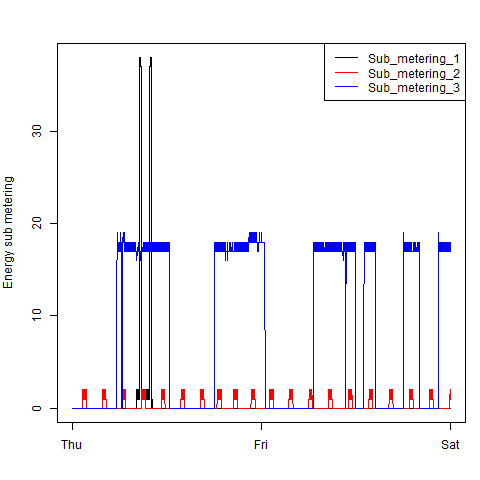 Sub_metering_1
Sub_metering_2
Sub_metering_3
Energy sub metering
30
20
10
0
Thu
Fri
Sat